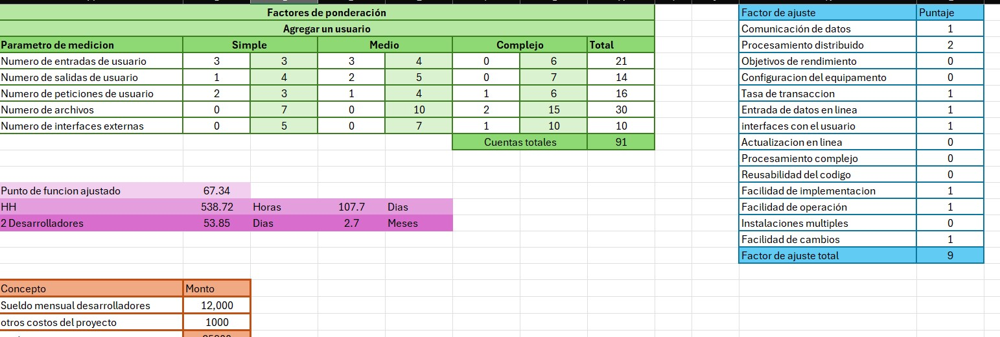 Factores de ponderación
Agregar un usuario
Parametro de medicion Simple Medio Complejo Total
Numero de entradas de usuario 3 3 3 4 0 6 21
Numero de salidas de usuario 1 4 2 5 0 7 14
Numero de peticiones de usuario 2 3 1 4 1 6 16
Numero de archivos 0 7 0 10 2 15 30
Numero de interfaces externas 0 5 0 7 1 10 10
Cuentas totales 91
Punto de funcion ajustado 67.34
HH 538.72 Horas 107.7 Dias
2 Desarrolladores 53.85 Dias 2.7 Meses
Concepto Monto
Sueldo mensual desarrolladores 12,000
otros costos del proyecto 1000
Factor de ajuste Puntaje
Comunicación de datos 1
Procesamiento distribuido 2
Objetivos de rendimiento 0
Configuracion del equipamento 0
Tasa de transaccion 1
Entrada de datos en linea 1
interfaces con el usuario 1
Actualizacion en linea 0
Procesamiento complejo 0
Reusabilidad del codigo 0
Facilidad de implementacion 1
Facilidad de operación 1
Instalaciones multiples 0
Facilidad de cambios 1
Factor de ajuste total 9